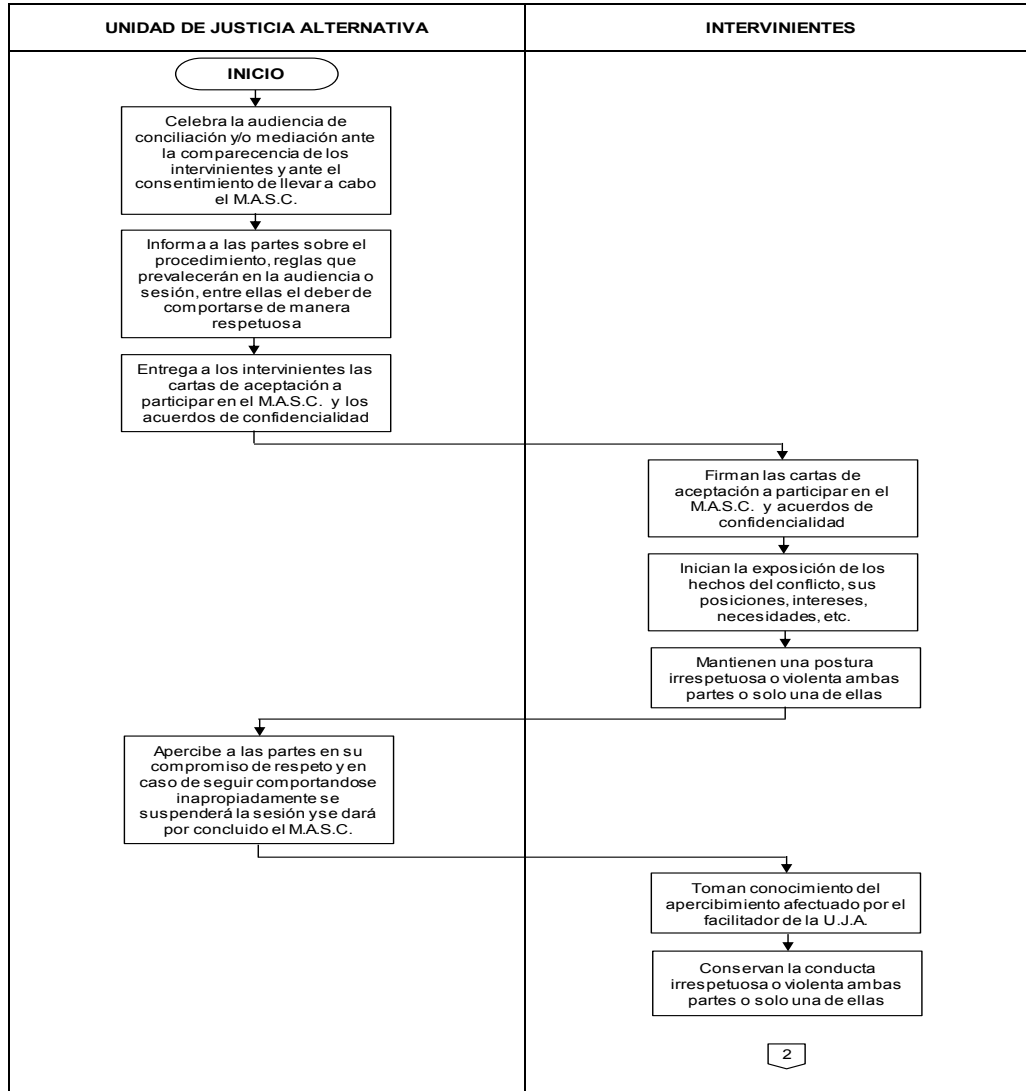 UNIDAD DE JUSTICIA ALTERNATIVA
INTERVINIENTES
INICIO
Celebra la audiencia de
conciliación y/o mediación ante
la comparecencia de los
intervinientes y ante el
consentimiento de llevar a cabo
el M.A.S.C.
Informa a las partes sobre el
procedimiento, reglas que
prevalecerán en la audiencia o
sesión, entre ellas el deber de
comportarse de manera
respetuosa
Entrega a los intervinientes las
cartas de aceptación a
participar en el M.A.S.C. y los
acuerdos de confidencialidad
Firman las cartas de
aceptación a participar en el
M.A.S.C. y acuerdos de
confidencialidad
Inician la exposición de los
hechos del conflicto, sus
posiciones, intereses,
necesidades, etc.
Mantienen una postura
irrespetuosa o violenta ambas
partes o solo una de ellas
Apercibe a las partes en su
compromiso de respeto y en
caso de seguir comportandose
inapropiadamente se
suspenderá la sesión y se dará
por concluido el M.A.S.C.
Toman conocimiento del
apercibimiento afectuado por el
facilitador de la U.J.A.
Conservan la conducta
irrespetuosa o violenta ambas
partes o solo una de ellas
2